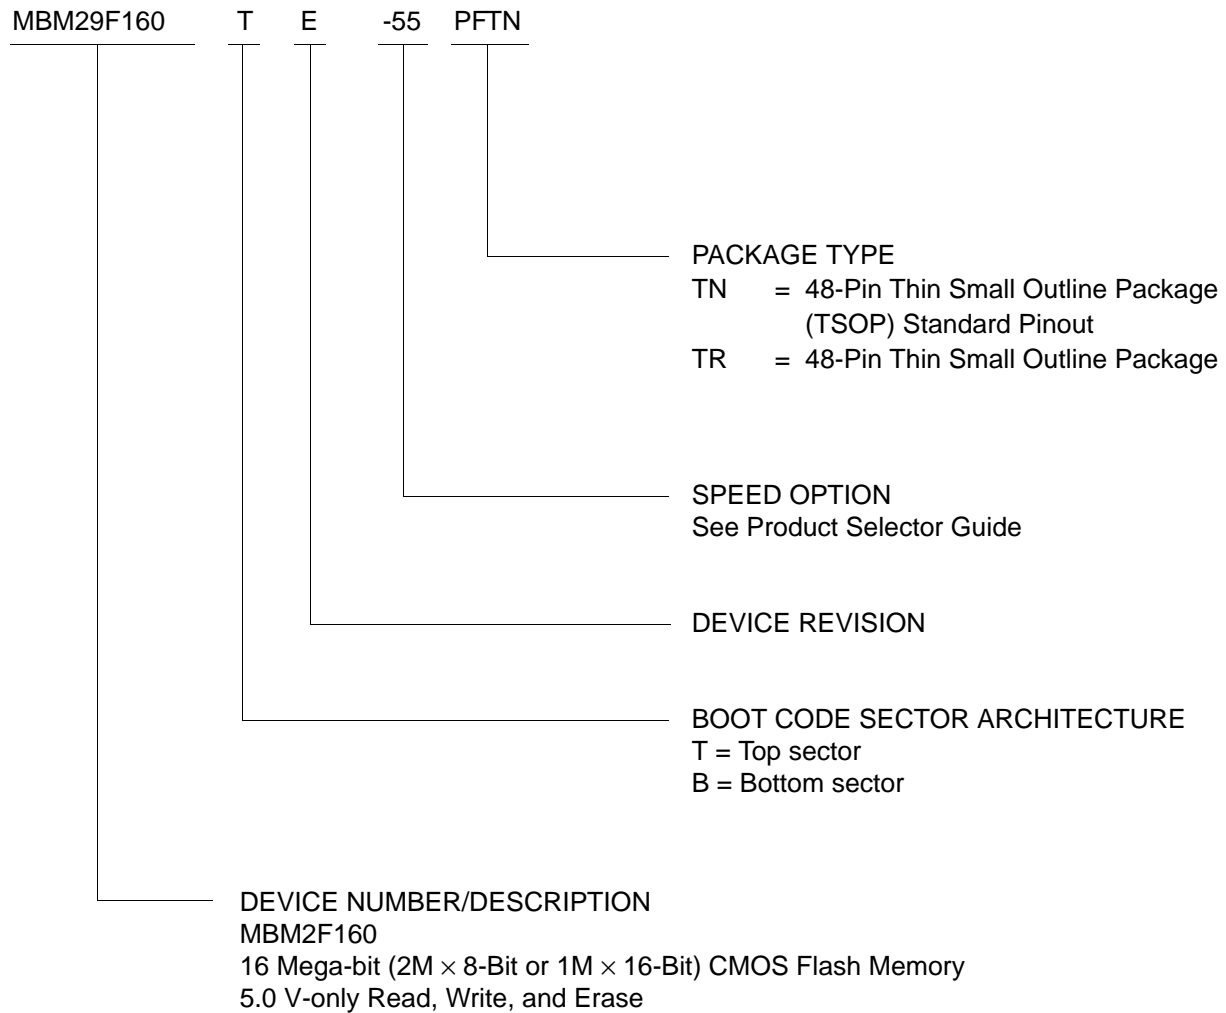 MBM29F160 T E -55 PFTN
PACKAGE TYPE
TN = 48-Pin Thin Small Outline Package
(TSOP) Standard Pinout
TR = 48-Pin Thin Small Outline Package
SPEED OPTION
See Product Selector Guide
DEVICE REVISION
BOOT CODE SECTOR ARCHITECTURE
T = Top sector
B = Bottom sector
DEVICE NUMBER/DESCRIPTION
MBM2F160
16 Mega-bit (2M × 8-Bit or 1M × 16-Bit) CMOS Flash Memory
5.0 V-only Read, Write, and Erase